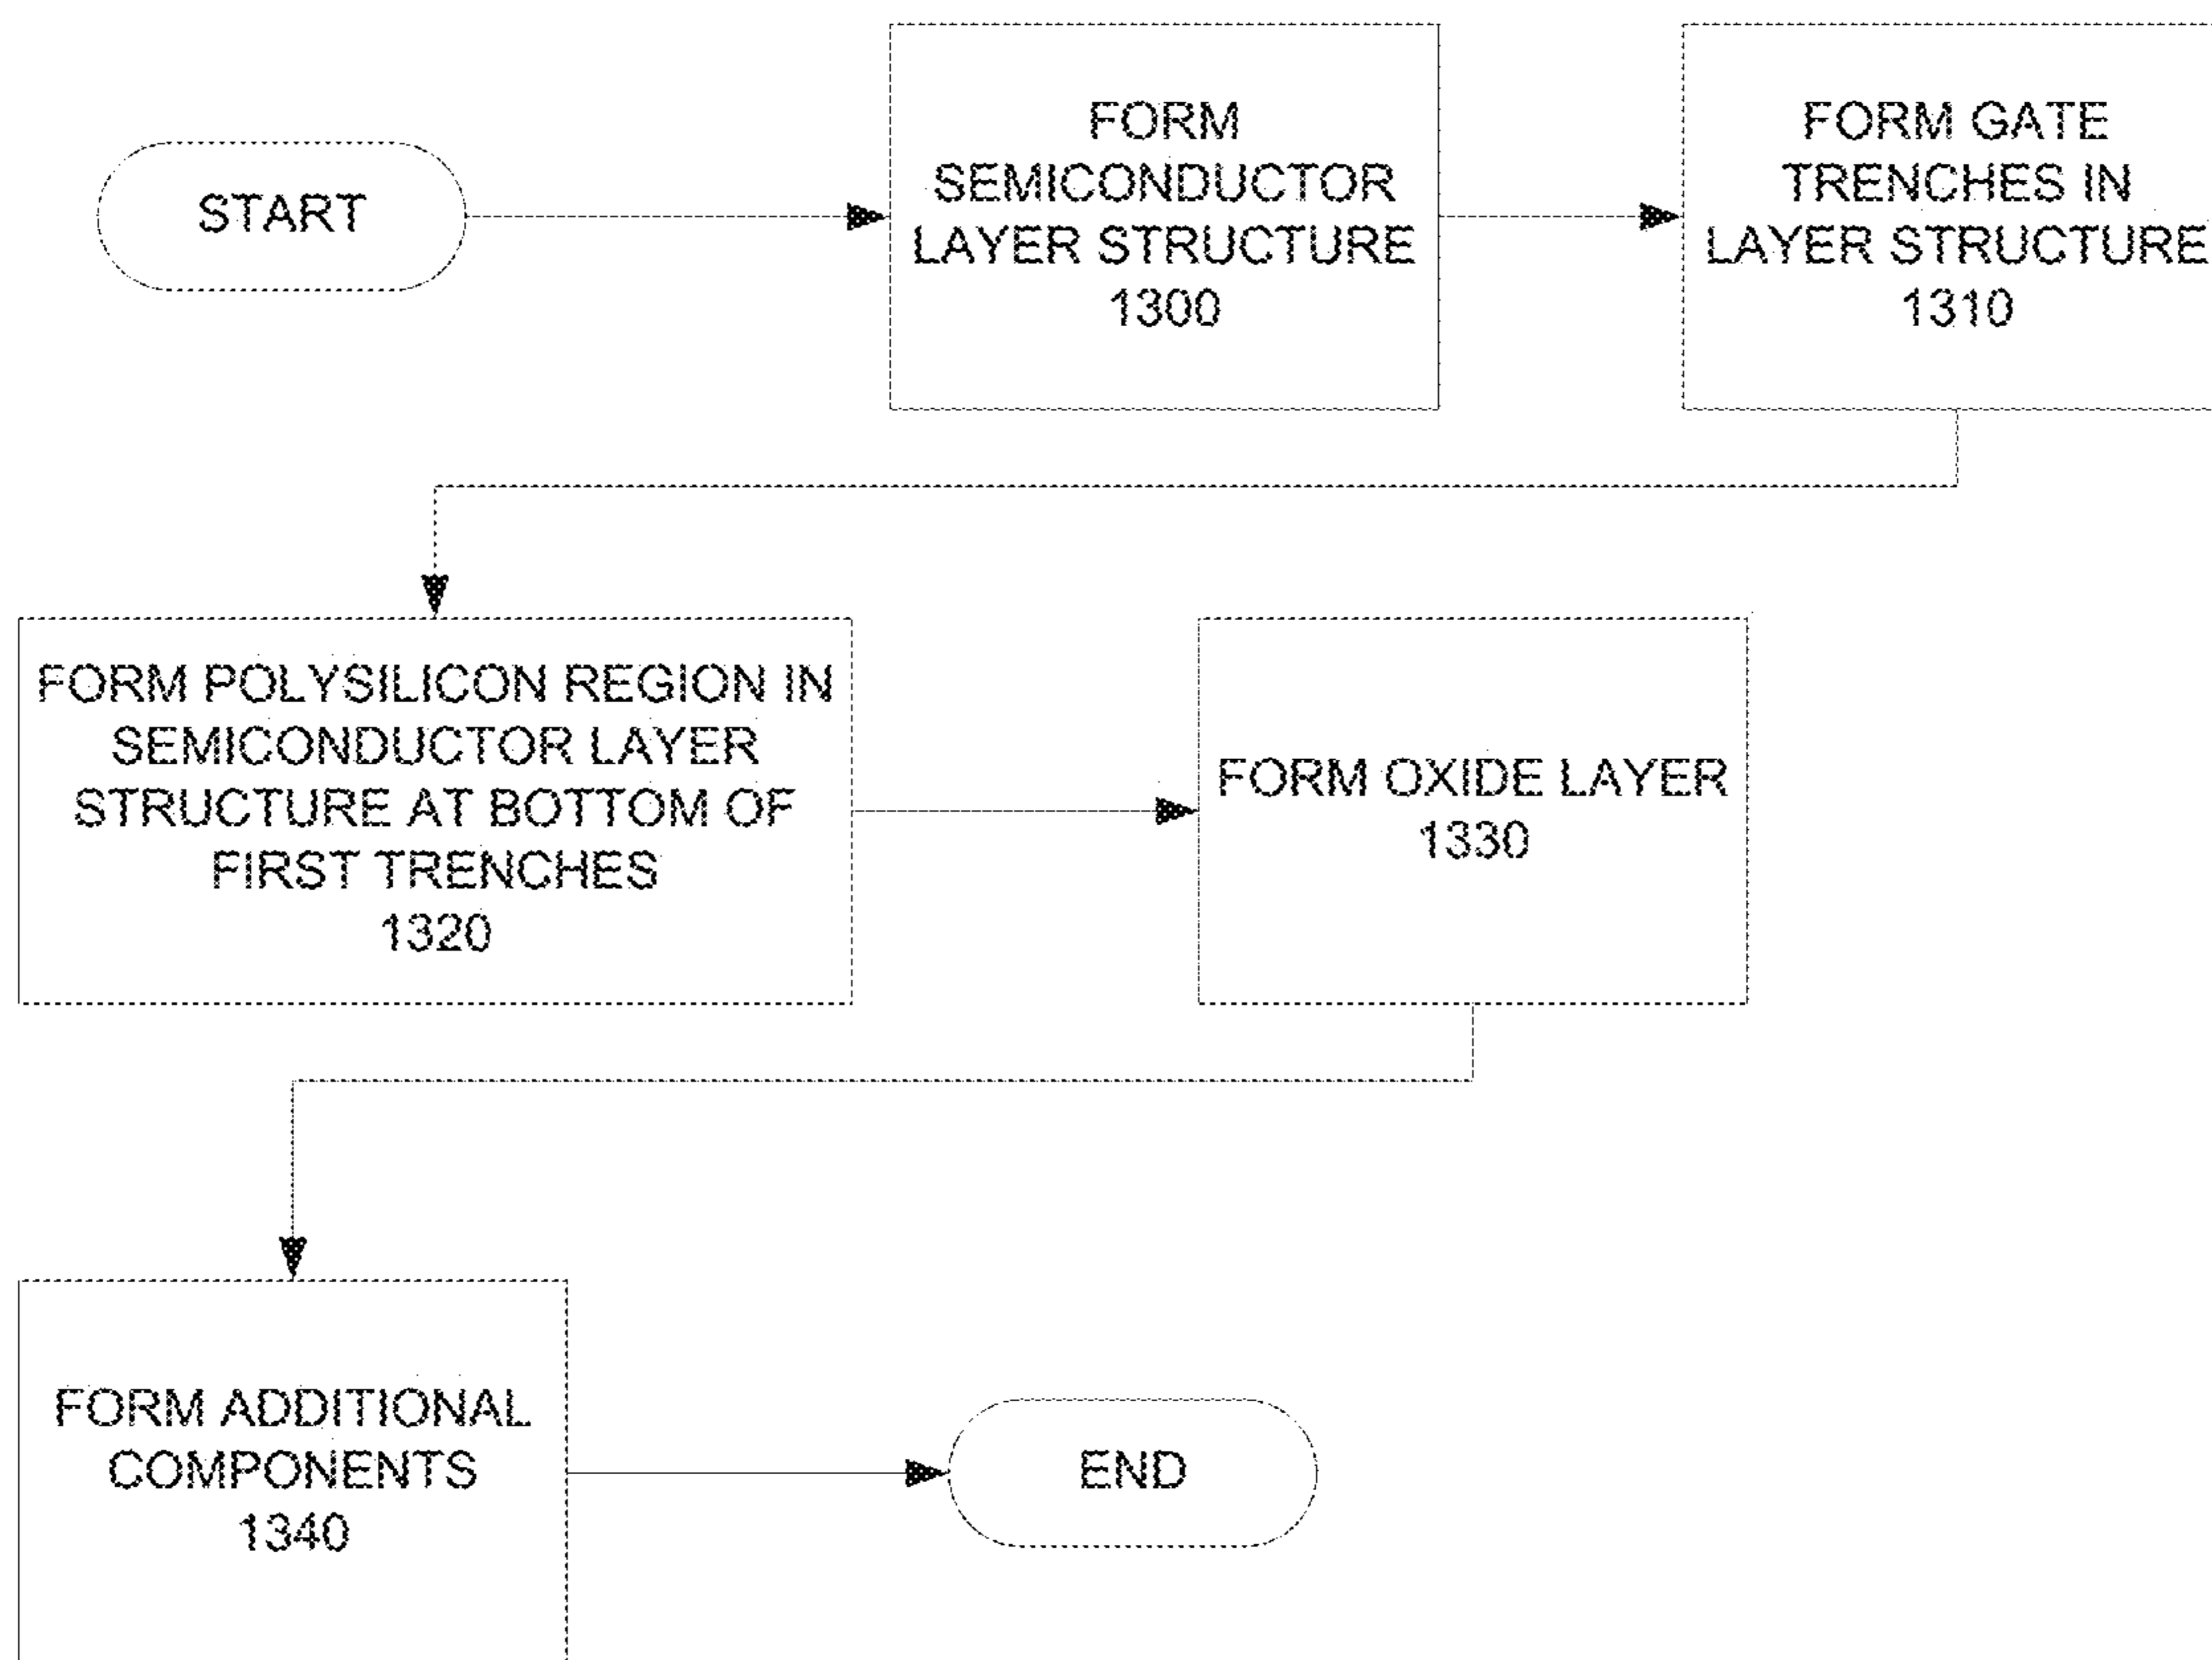 START
FORM
SEMICONDUCTOR
LAYER STRUCTURE
1300
FORM GATE
TRENCHES IN
LAYER STRUCTURE
1310
FORM POLYSILICON REGION IN
SEMICONDUCTOR LAYER
STRUCTURE AT BOTTOM OF
FIRST TRENCHES
1320
FORM OXIDE LAYER
1330
FORM ADDITIONAL
COMPONENTS
1340
END